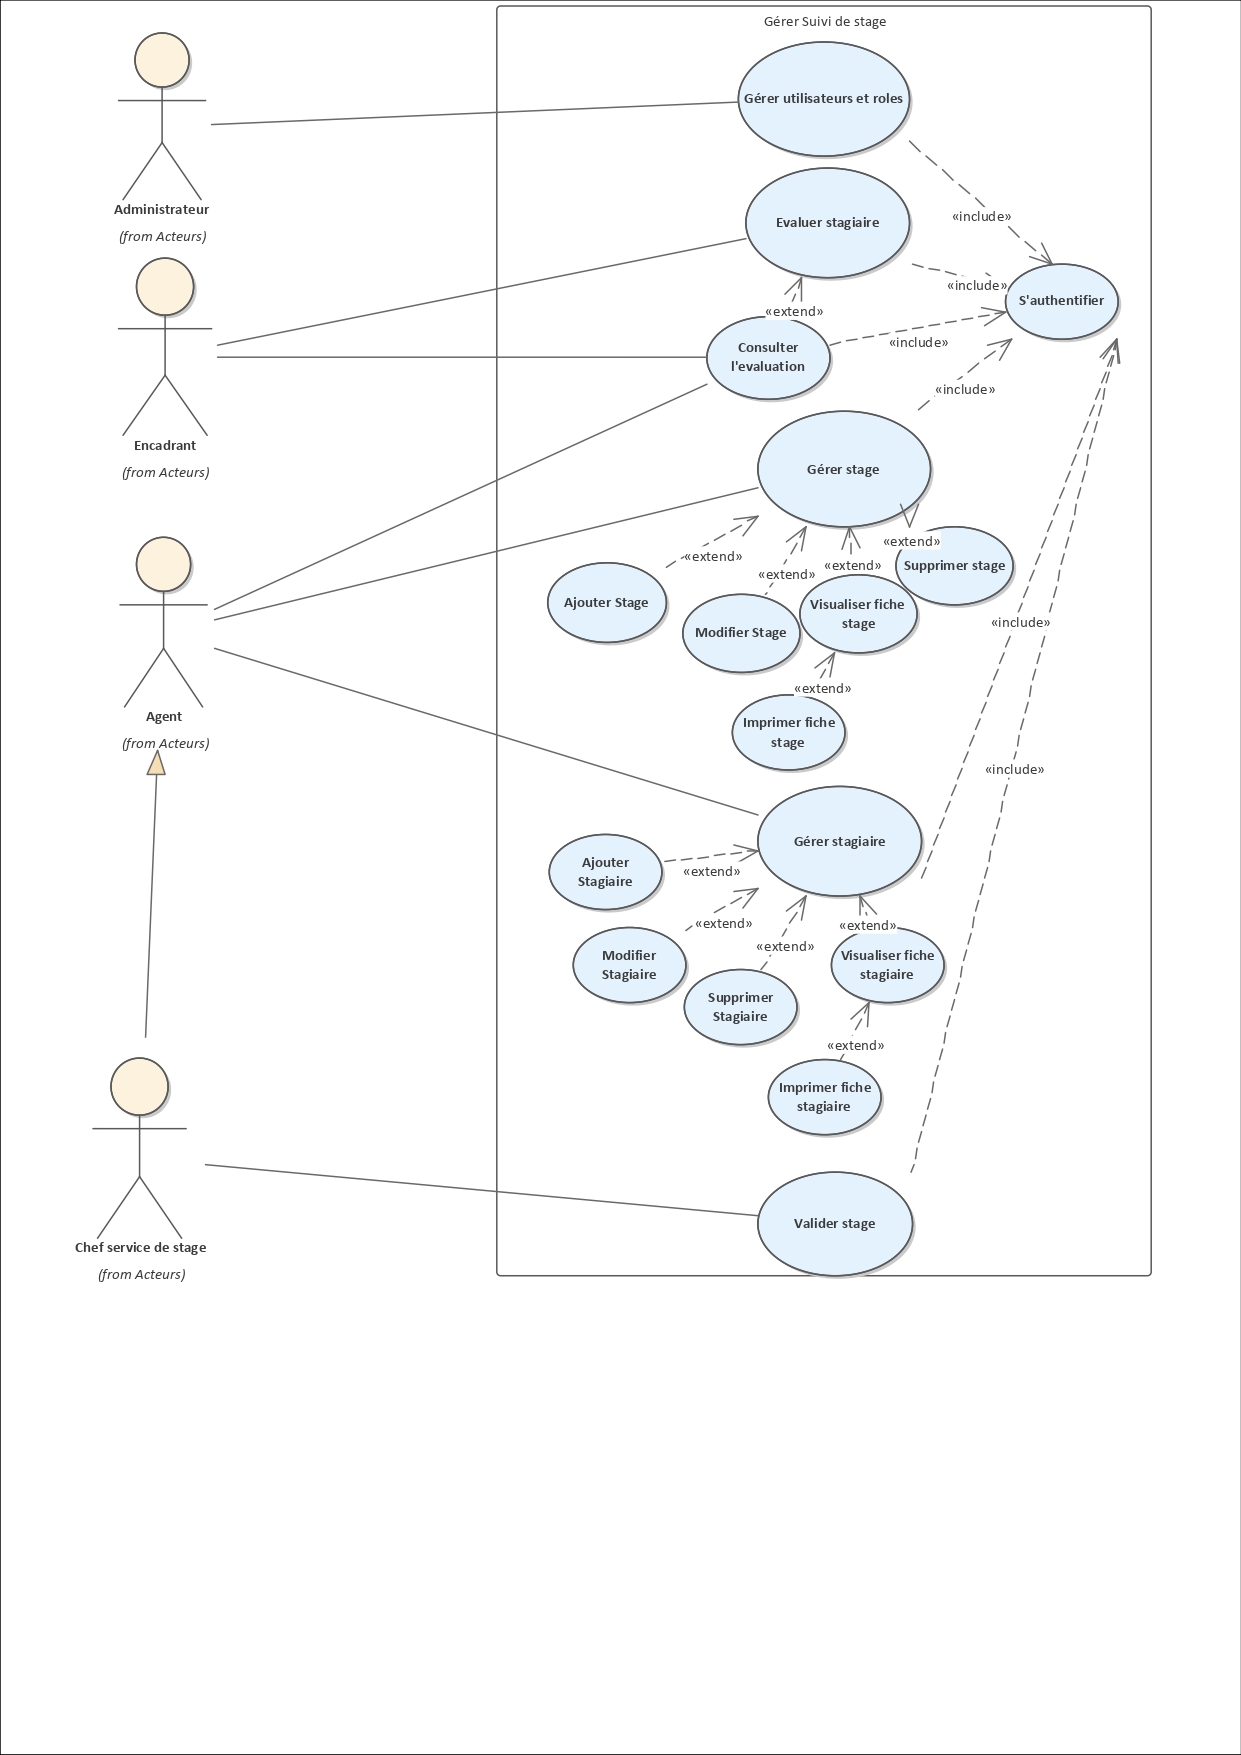 Gérer Suivi de stage
Gérer utilisateurs et roles
Administrateur
(from Acteurs)
«include»
Evaluer stagiaire
«include»
S'authentifier
«extend»
«include»
Consulter
l'evaluation
«include»
Encadrant
(from Acteurs)
Gérer stage
«extend»
«extend»
«extend»
«extend»
Supprimer stage
Ajouter Stage
Modifier Stage
Visualiser fiche
stage
«include»
«extend»
Imprimer fiche
stage
Agent
(from Acteurs)
«include»
Gérer stagiaire
Ajouter
Stagiaire
«extend»
«extend»
«extend»
«extend»
Modifier
Stagiaire
Visualiser fiche
stagiaire
Supprimer
Stagiaire
«extend»
Imprimer fiche
stagiaire
Valider stage
Chef service de stage
(from Acteurs)